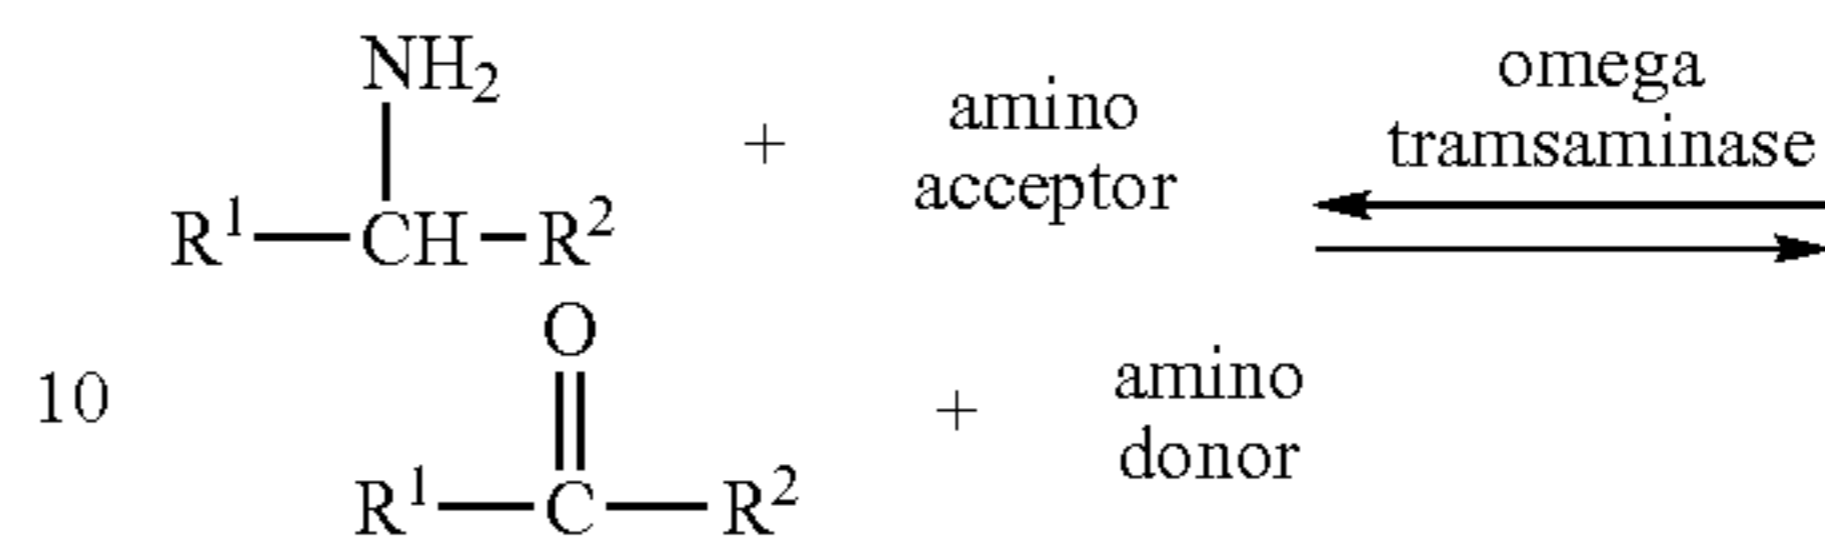 NH₂
R¹—CH—R² + amino acceptor omega tramsaminase
O
10 R¹—C—R² + amino donor